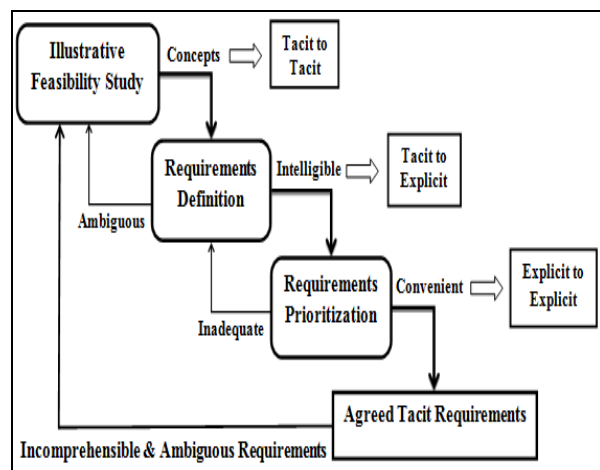 Illustrative
Feasibility Study
Concepts
Tacit to
Tacit
Requirements
Definition
Intelligible
Tacit to
Explicit
Ambiguous
Requirements
Prioritization
Convenient
Explicit to
Explicit
Inadequate
Agreed Tacit Requirements
Incomprehensible & Ambiguous Requirements